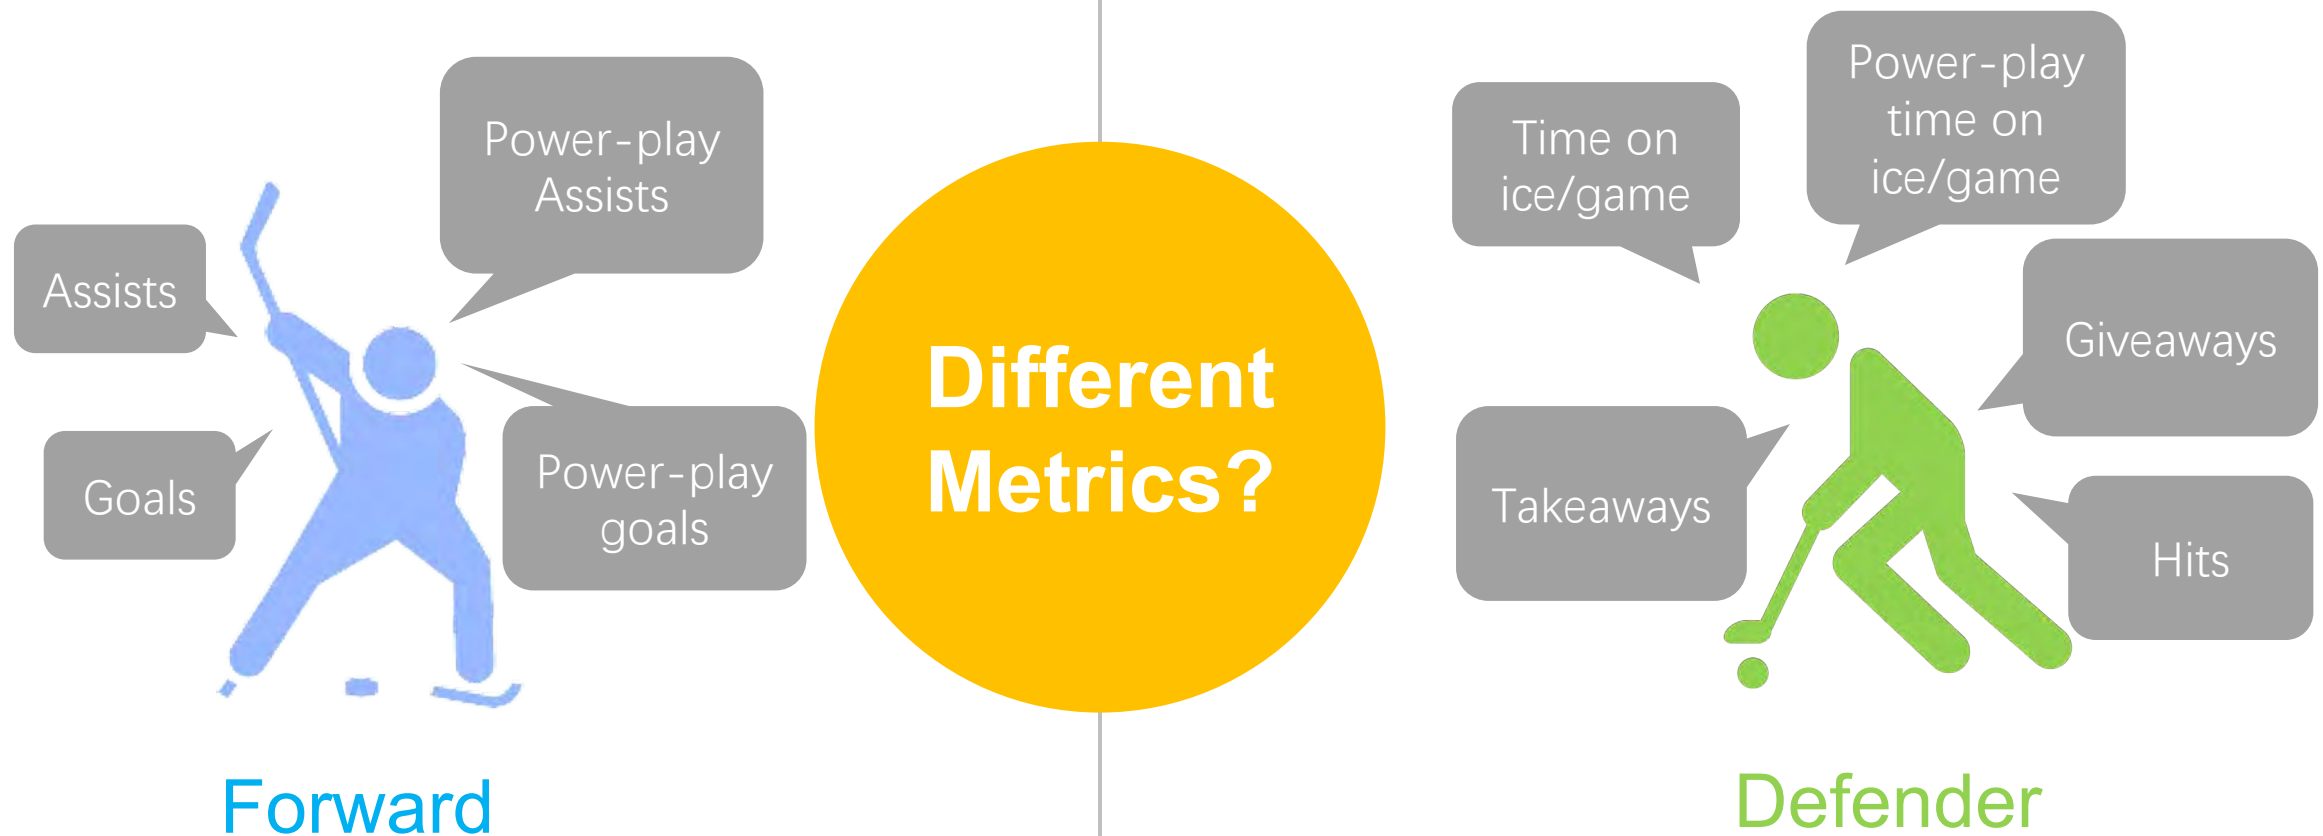 Power-play
Assists
Assists
Goals
Power-play
goals
Forward
Different
Metrics?
Time on
ice/game
Power-play
time on
ice/game
Giveaways
Takeaways
Hits
Defender